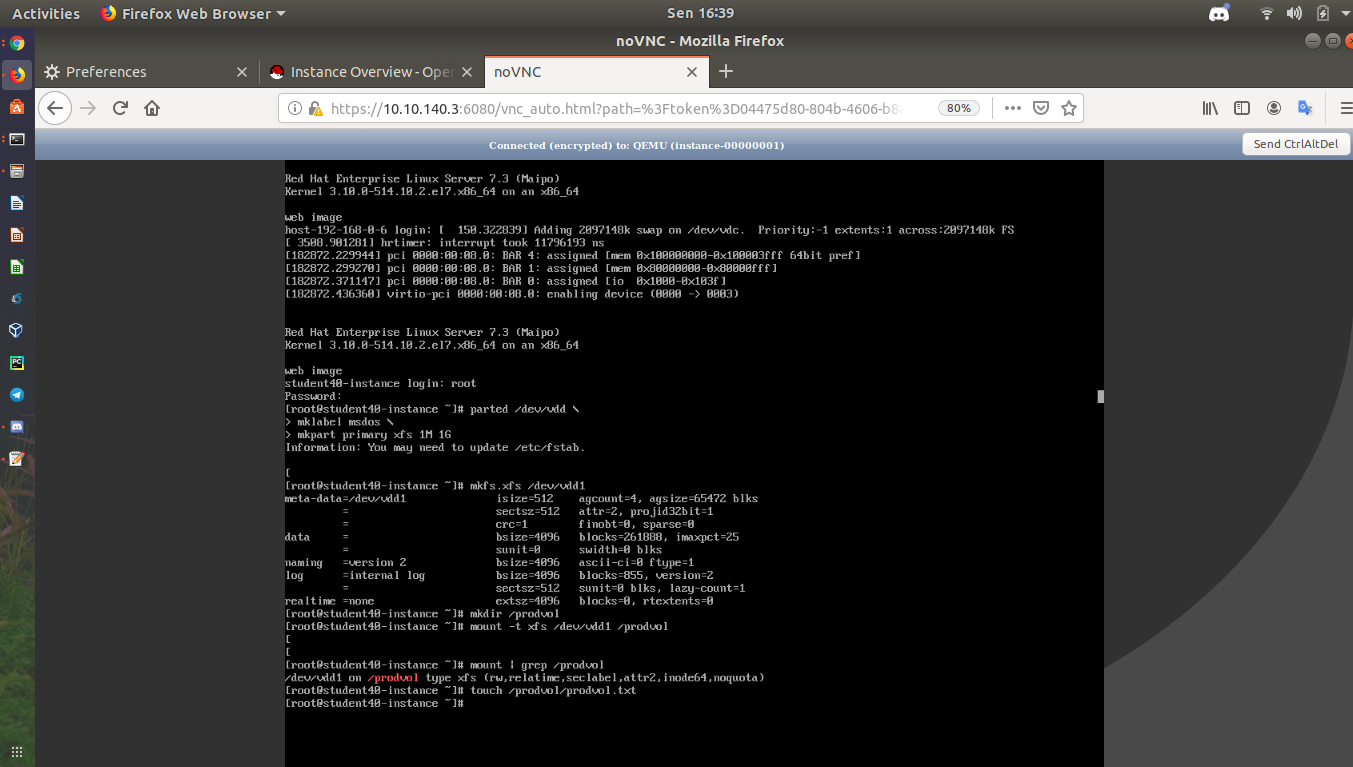 Activities
Firefox Web Browser
Sen 16:39
noVNC - Mozilla Firefox
Preferences
Instance Overview - Oper
noVNC
https://10.10.140.3:6080/vnc_auto.html?path=%3Ftoken%3D04475d80-804b-4606-b8
80%
Connected (encrypted) to: QEMU (instance-00000001)
Send CtrlAltDel
Red Hat Enterprise Linux Server 7.3 (Maipo)
Kernel 3.10.0-514.10.2.el7.x86_64 on an x86_64
web image
host-192-168-0-6 login: [  150.322839] Adding 2097148k swap on /dev/vdc.  Priority:-1 extents:1 across:2097148k FS
[ 3508.901281] hrtimer: interrupt took 11796193 ns
[182872.229944] pci 0000:00:08.0: BAR 4: assigned [mem 0x100000000-0x100003fff 64bit pref]
[182872.299270] pci 0000:00:08.0: BAR 1: assigned [mem 0x80000000-0x80000fff]
[182872.371147] pci 0000:00:08.0: BAR 0: assigned [io  0x1000-0x103f]
[182872.436360] virtio-pci 0000:00:08.0: enabling device (0000 -> 0003)
Red Hat Enterprise Linux Server 7.3 (Maipo)
Kernel 3.10.0-514.10.2.el7.x86_64 on an x86_64
web image
student40-instance login: root
Password:
[root@student40-instance ~]# parted /dev/vdd \
> mklabel msdos \
> mkpart primary xfs 1M 1G
Information: You may need to update /etc/fstab.
[
[root@student40-instance ~]# mkfs.xfs /dev/vdd1
meta-data=/dev/vdd1              isize=512    agcount=4, agsize=65472 blks
         =                       sectsz=512   attr=2, projid32bit=1
         =                       crc=1        finobt=0, sparse=0
data     =                       bsize=4096   blocks=261888, imaxpct=25
         =                       sunit=0      swidth=0 blks
naming   =version 2              bsize=4096   ascii-ci=0 ftype=1
log      =internal log           bsize=4096   blocks=855, version=2
         =                       sectsz=512   sunit=0 blks, lazy-count=1
realtime =none                   extsz=4096   blocks=0, rtextents=0
[root@student40-instance ~]# mkdir /prodvol
[root@student40-instance ~]# mount -t xfs /dev/vdd1 /prodvol
[
[
[root@student40-instance ~]# mount | grep /prodvol
/dev/vdd1 on /prodvol type xfs (rw,relatime,seclabel,attr2,inode64,noquota)
[root@student40-instance ~]# touch /prodvol/prodvol.txt
[root@student40-instance ~]#